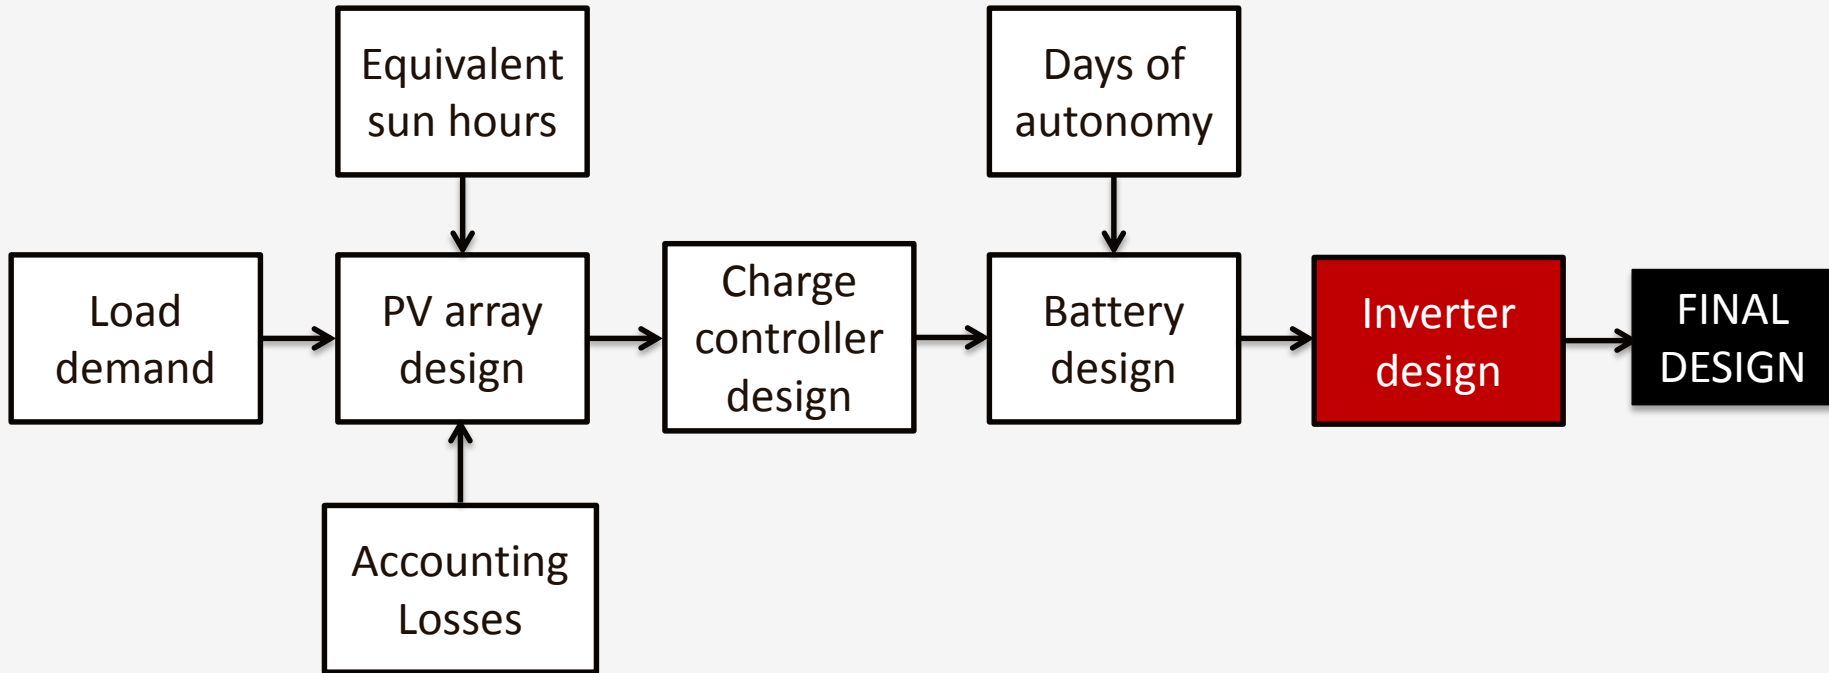 Equivalent
sun hours
Days of
autonomy
Load
demand
PV array
design
Charge
controller
design
Battery
design
Inverter
design
FINAL
DESIGN
Accounting
Losses